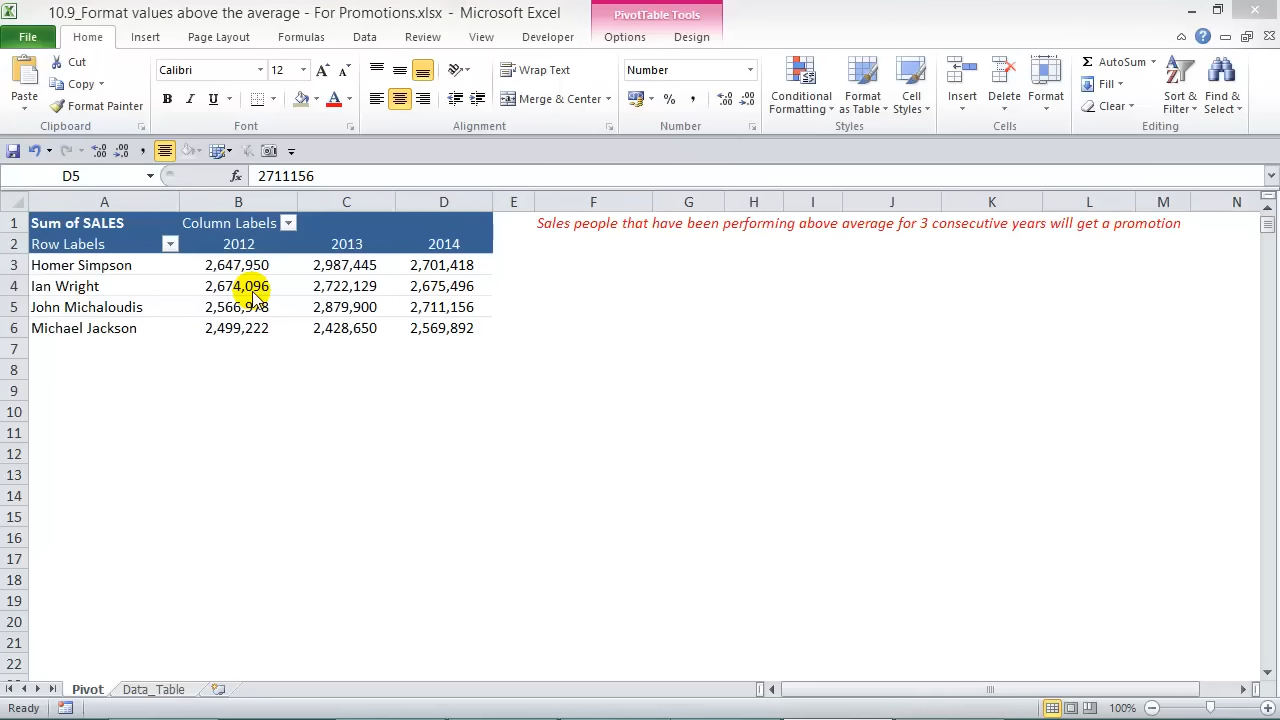 10.9_Format values above the average - For Promotions.xlsx - Microsoft Excel
PivotTable Tools
File Home Insert Page Layout Formulas Data Review View Developer Options Design
Paste
Cut
Copy
Format Painter
Clipboard
Calibri 12
B I U
Font
Wrap Text
Merge & Center
Alignment
Number
Number
Conditional Formatting
Format as Table
Cell Styles
Styles
Insert Delete Format
Cells
AutoSum
Fill
Clear
Sort & Filter
Find & Select
Editing
D5 fx 2711156
A B C D E F G H I J K L M N
1 Sum of SALES Column Labels Sales people that have been performing above average for 3 consecutive years will get a promotion
2 Row Labels 2012 2013 2014
3 Homer Simpson 2,647,950 2,987,445 2,701,418
4 Ian Wright 2,674,096 2,722,129 2,675,496
5 John Michaloudis 2,879,900 2,711,156
6 Michael Jackson 2,499,222 2,428,650 2,569,892
7
8
9
10
11
12
13
14
15
16
17
18
19
20
21
22
Pivot Data_Table
Ready 100%